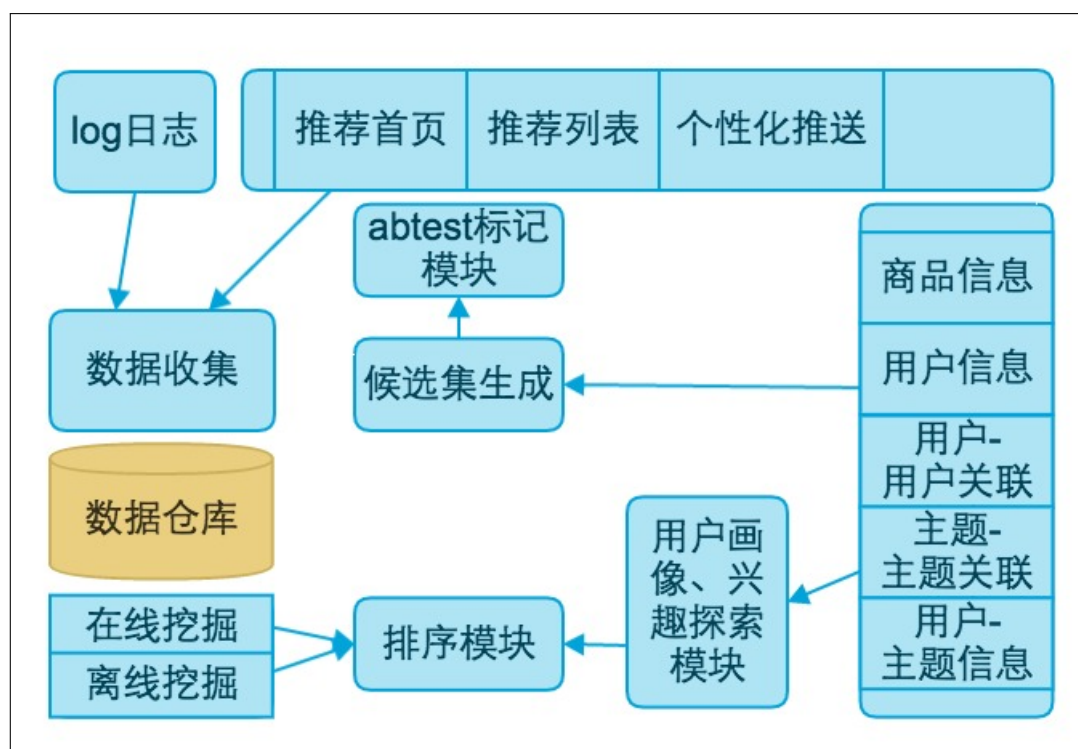 log日志
推荐首页
推荐列表
个性化推送
abtest标记
模块
商品信息
数据收集
候选集生成
用户信息
用户-
用户关联
数据仓库
用户画
像、兴
趣探索
模块
主题-
主题关联
在线挖掘
离线挖掘
排序模块
用户-
主题信息